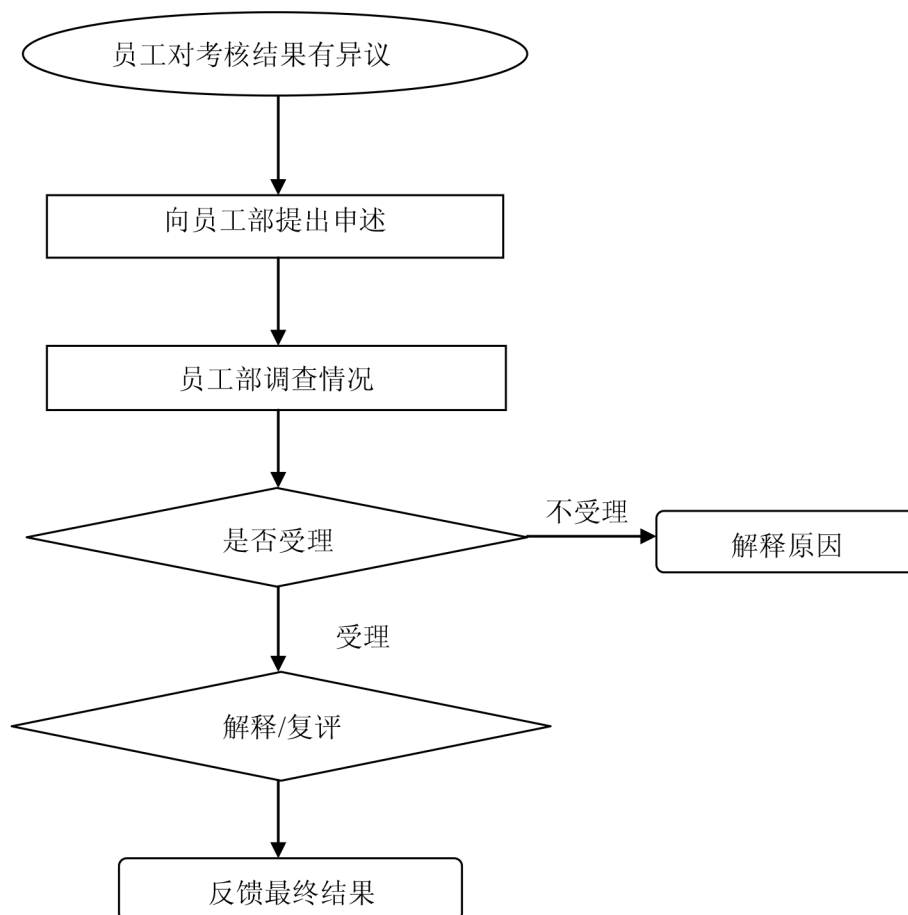 员工对考核结果有异议
向员工部提出申述
员工部调查情况
是否受理
不受理
解释原因
受理
解释/复评
反馈最终结果